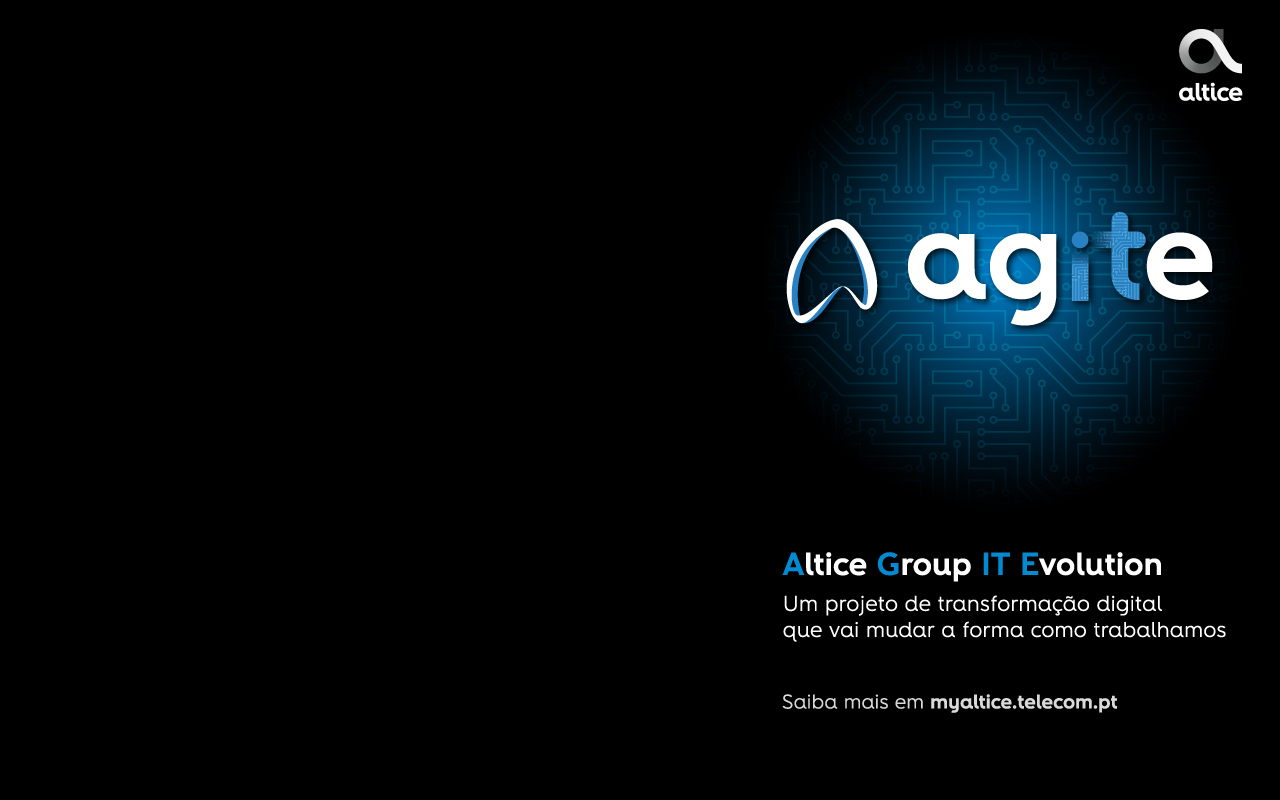 altice
agite
Altice Group IT Evolution
Um projeto de transformação digital
que vai mudar a forma como trabalhamos
Saiba mais em myaltice.telecom.pt